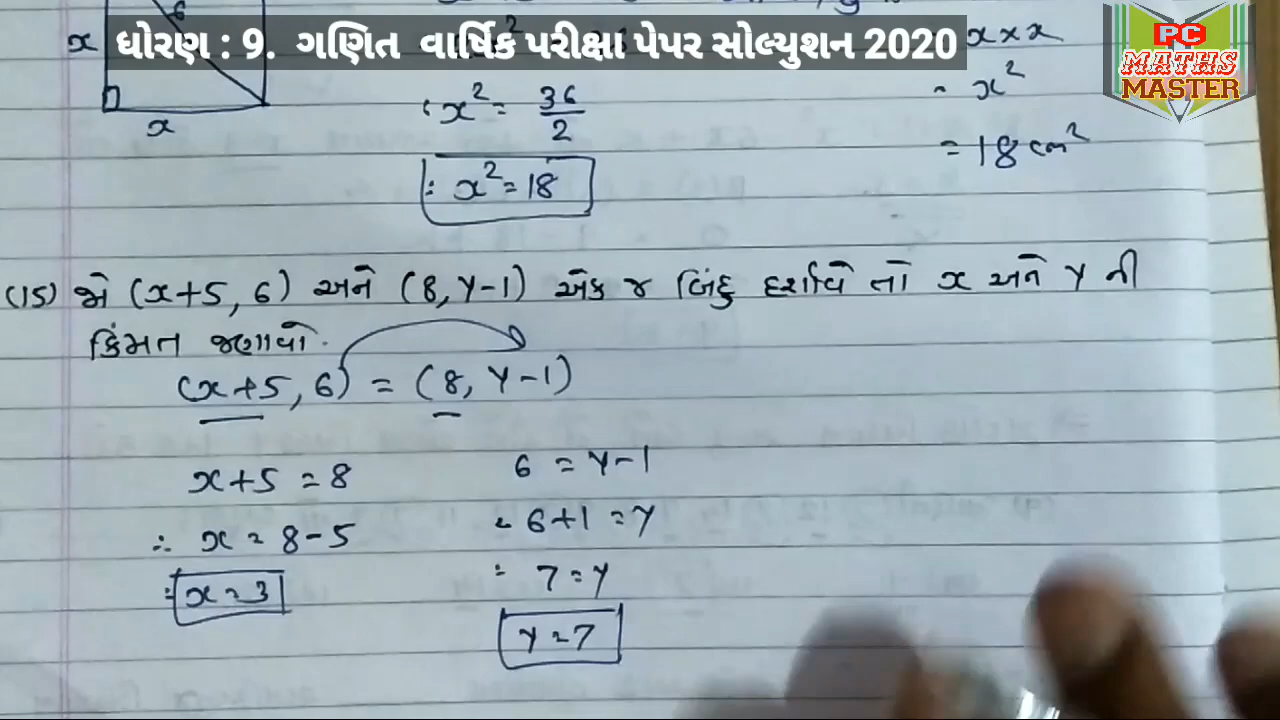 ધોરણ : 9. ગણિત વાર્ષિક પરીક્ષા પેપર સોલ્યુશન 2020
PC
MATHS
MASTER
6
x
x
∴ x² = 36/2
∴ x² = 18
x × x
= x²
= 18 cm²
(15) જો (x+5, 6) અને (8, Y-1) એક જ બિંદુ દર્શાવે તો x અને Y ની
કિંમત જણાવો.
(x+5, 6) = (8, Y-1)
x+5 = 8
∴ x = 8-5
∴ x = 3
6 = Y-1
∴ 6+1 = Y
∴ 7 = Y
Y = 7